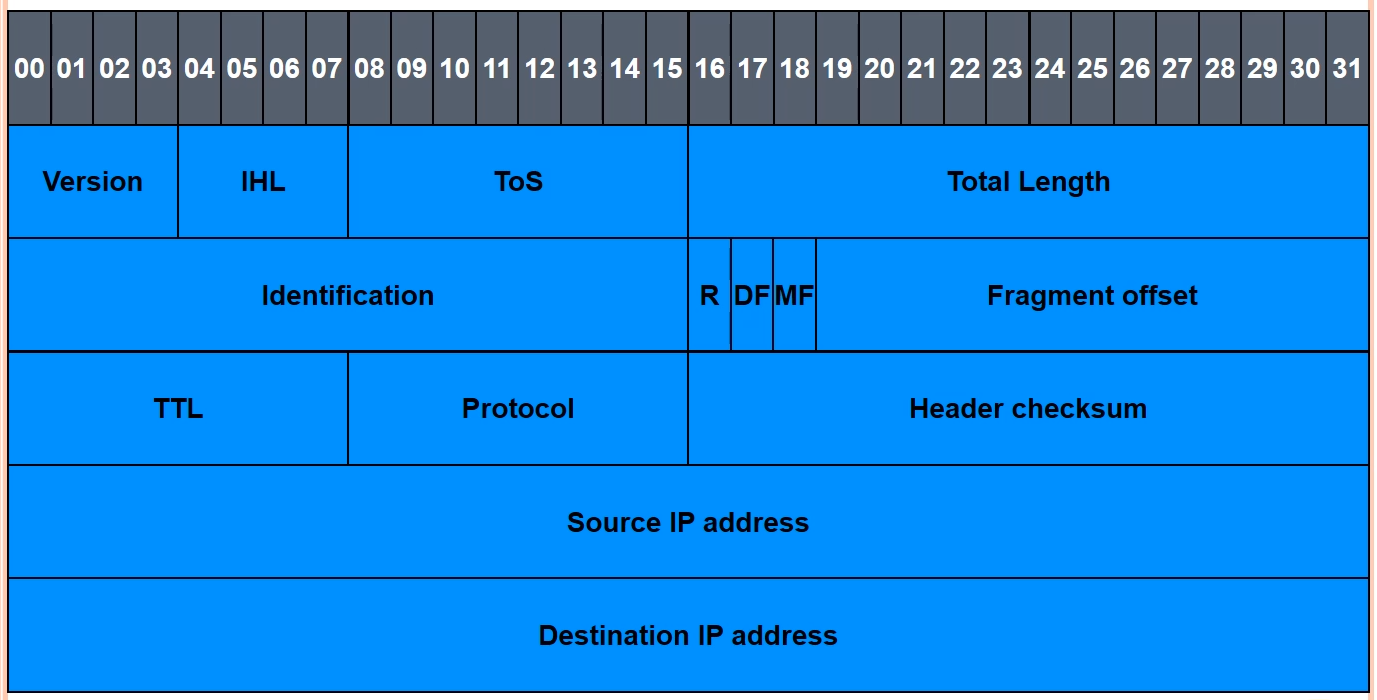 00 01 02 03 04 05 06 07 08 09 10 11 12 13 14 15 16 17 18 19 20 21 22 23 24 25 26 27 28 29 30 31
Version IHL ToS Total Length
Identification R DF MF Fragment offset
TTL Protocol Header checksum
Source IP address
Destination IP address